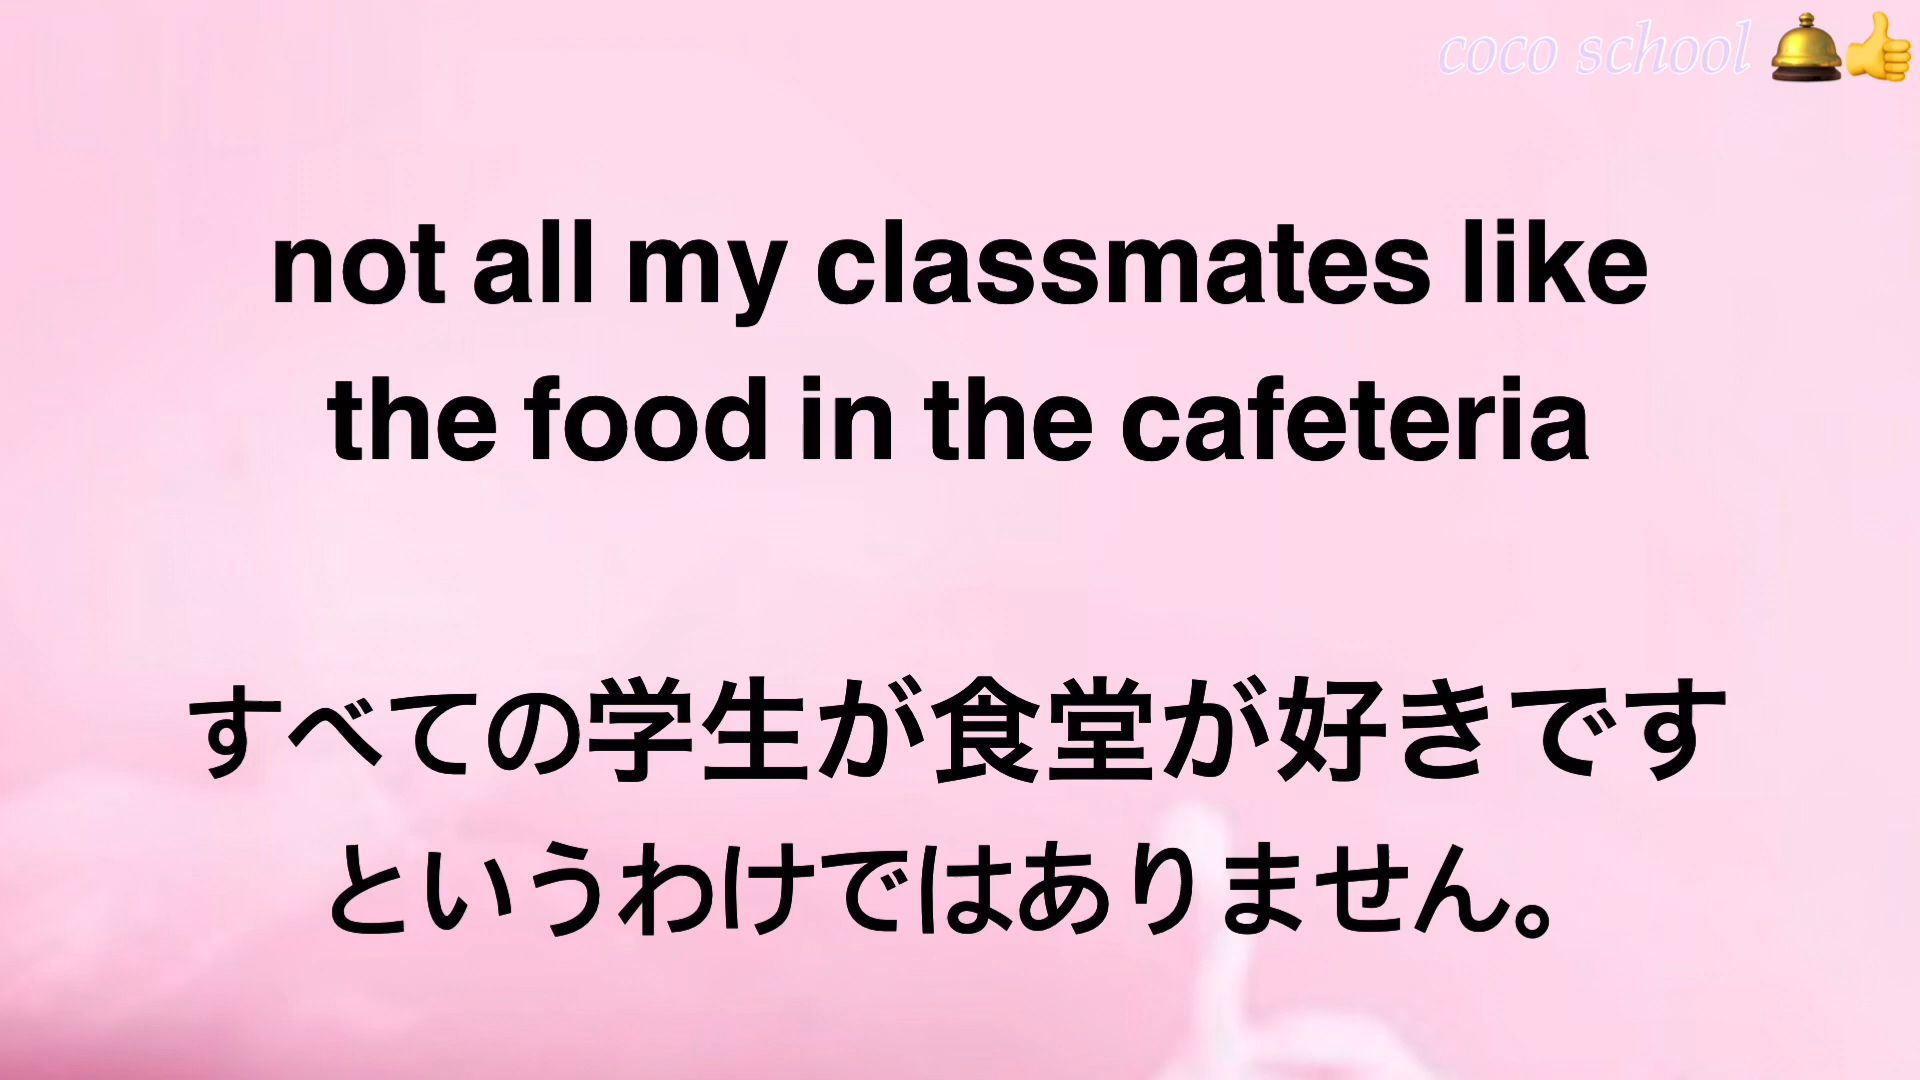 coco school 🛎👍
not all my classmates like
the food in the cafeteria
すべての学生が食堂が好きです
というわけではありません。